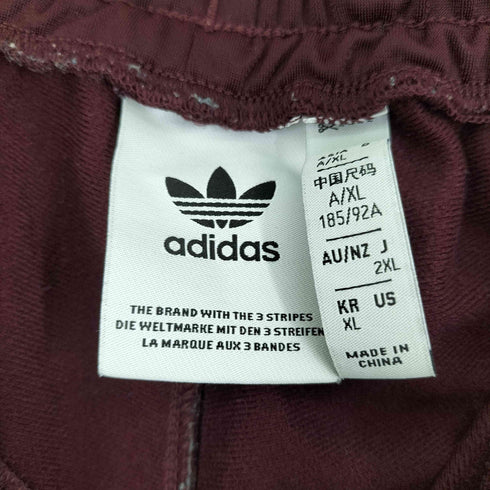 adidas
THE BRAND WITH THE 3 STRIPES
DIE WELTMARKE MIT DEN 3 STREIFEN
LA MARQUE AUX 3 BANDES
A/XL
中国尺码
A/XL
185/92A
AU/NZ J
2XL
KR US
XL
MADE IN
CHINA